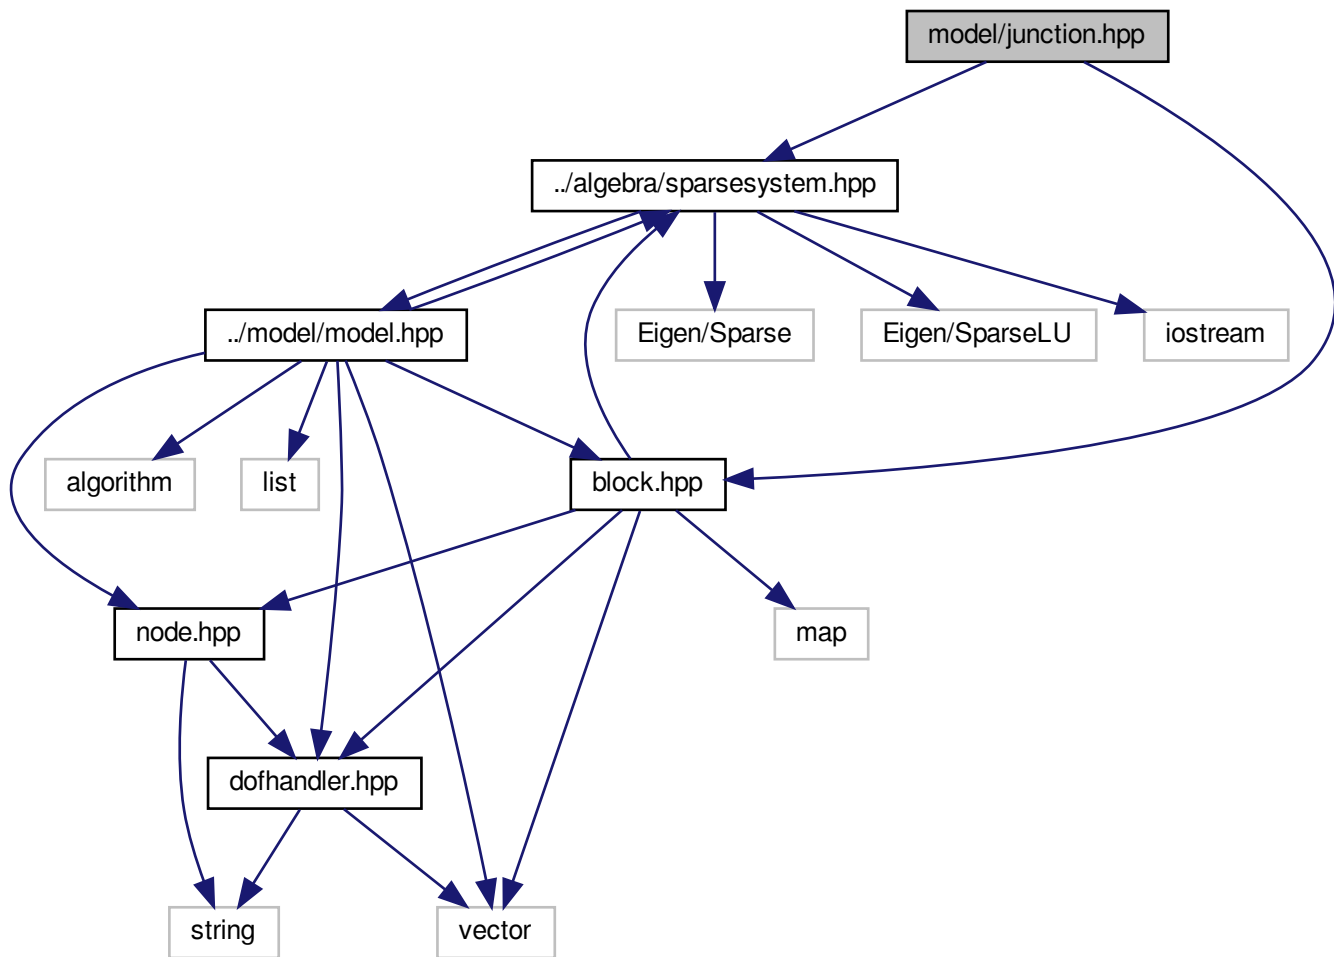 model/junction.hpp
../algebra/sparsesystem.hpp
../model/model.hpp
Eigen/Sparse
Eigen/SparseLU
iostream
algorithm
list
block.hpp
node.hpp
map
dofhandler.hpp
string
vector